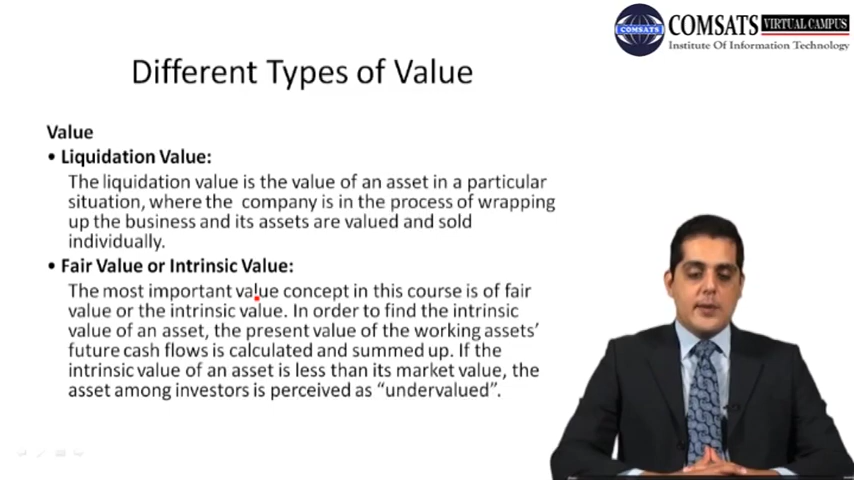 COMSATS
COMSATS VIRTUAL CAMPUS
Institute Of Information Technology
Different Types of Value
Value
• Liquidation Value:
The liquidation value is the value of an asset in a particular
situation, where the company is in the process of wrapping
up the business and its assets are valued and sold
individually.
• Fair Value or Intrinsic Value:
The most important value concept in this course is of fair
value or the intrinsic value. In order to find the intrinsic
value of an asset, the present value of the working assets’
future cash flows is calculated and summed up. If the
intrinsic value of an asset is less than its market value, the
asset among investors is perceived as “undervalued”.